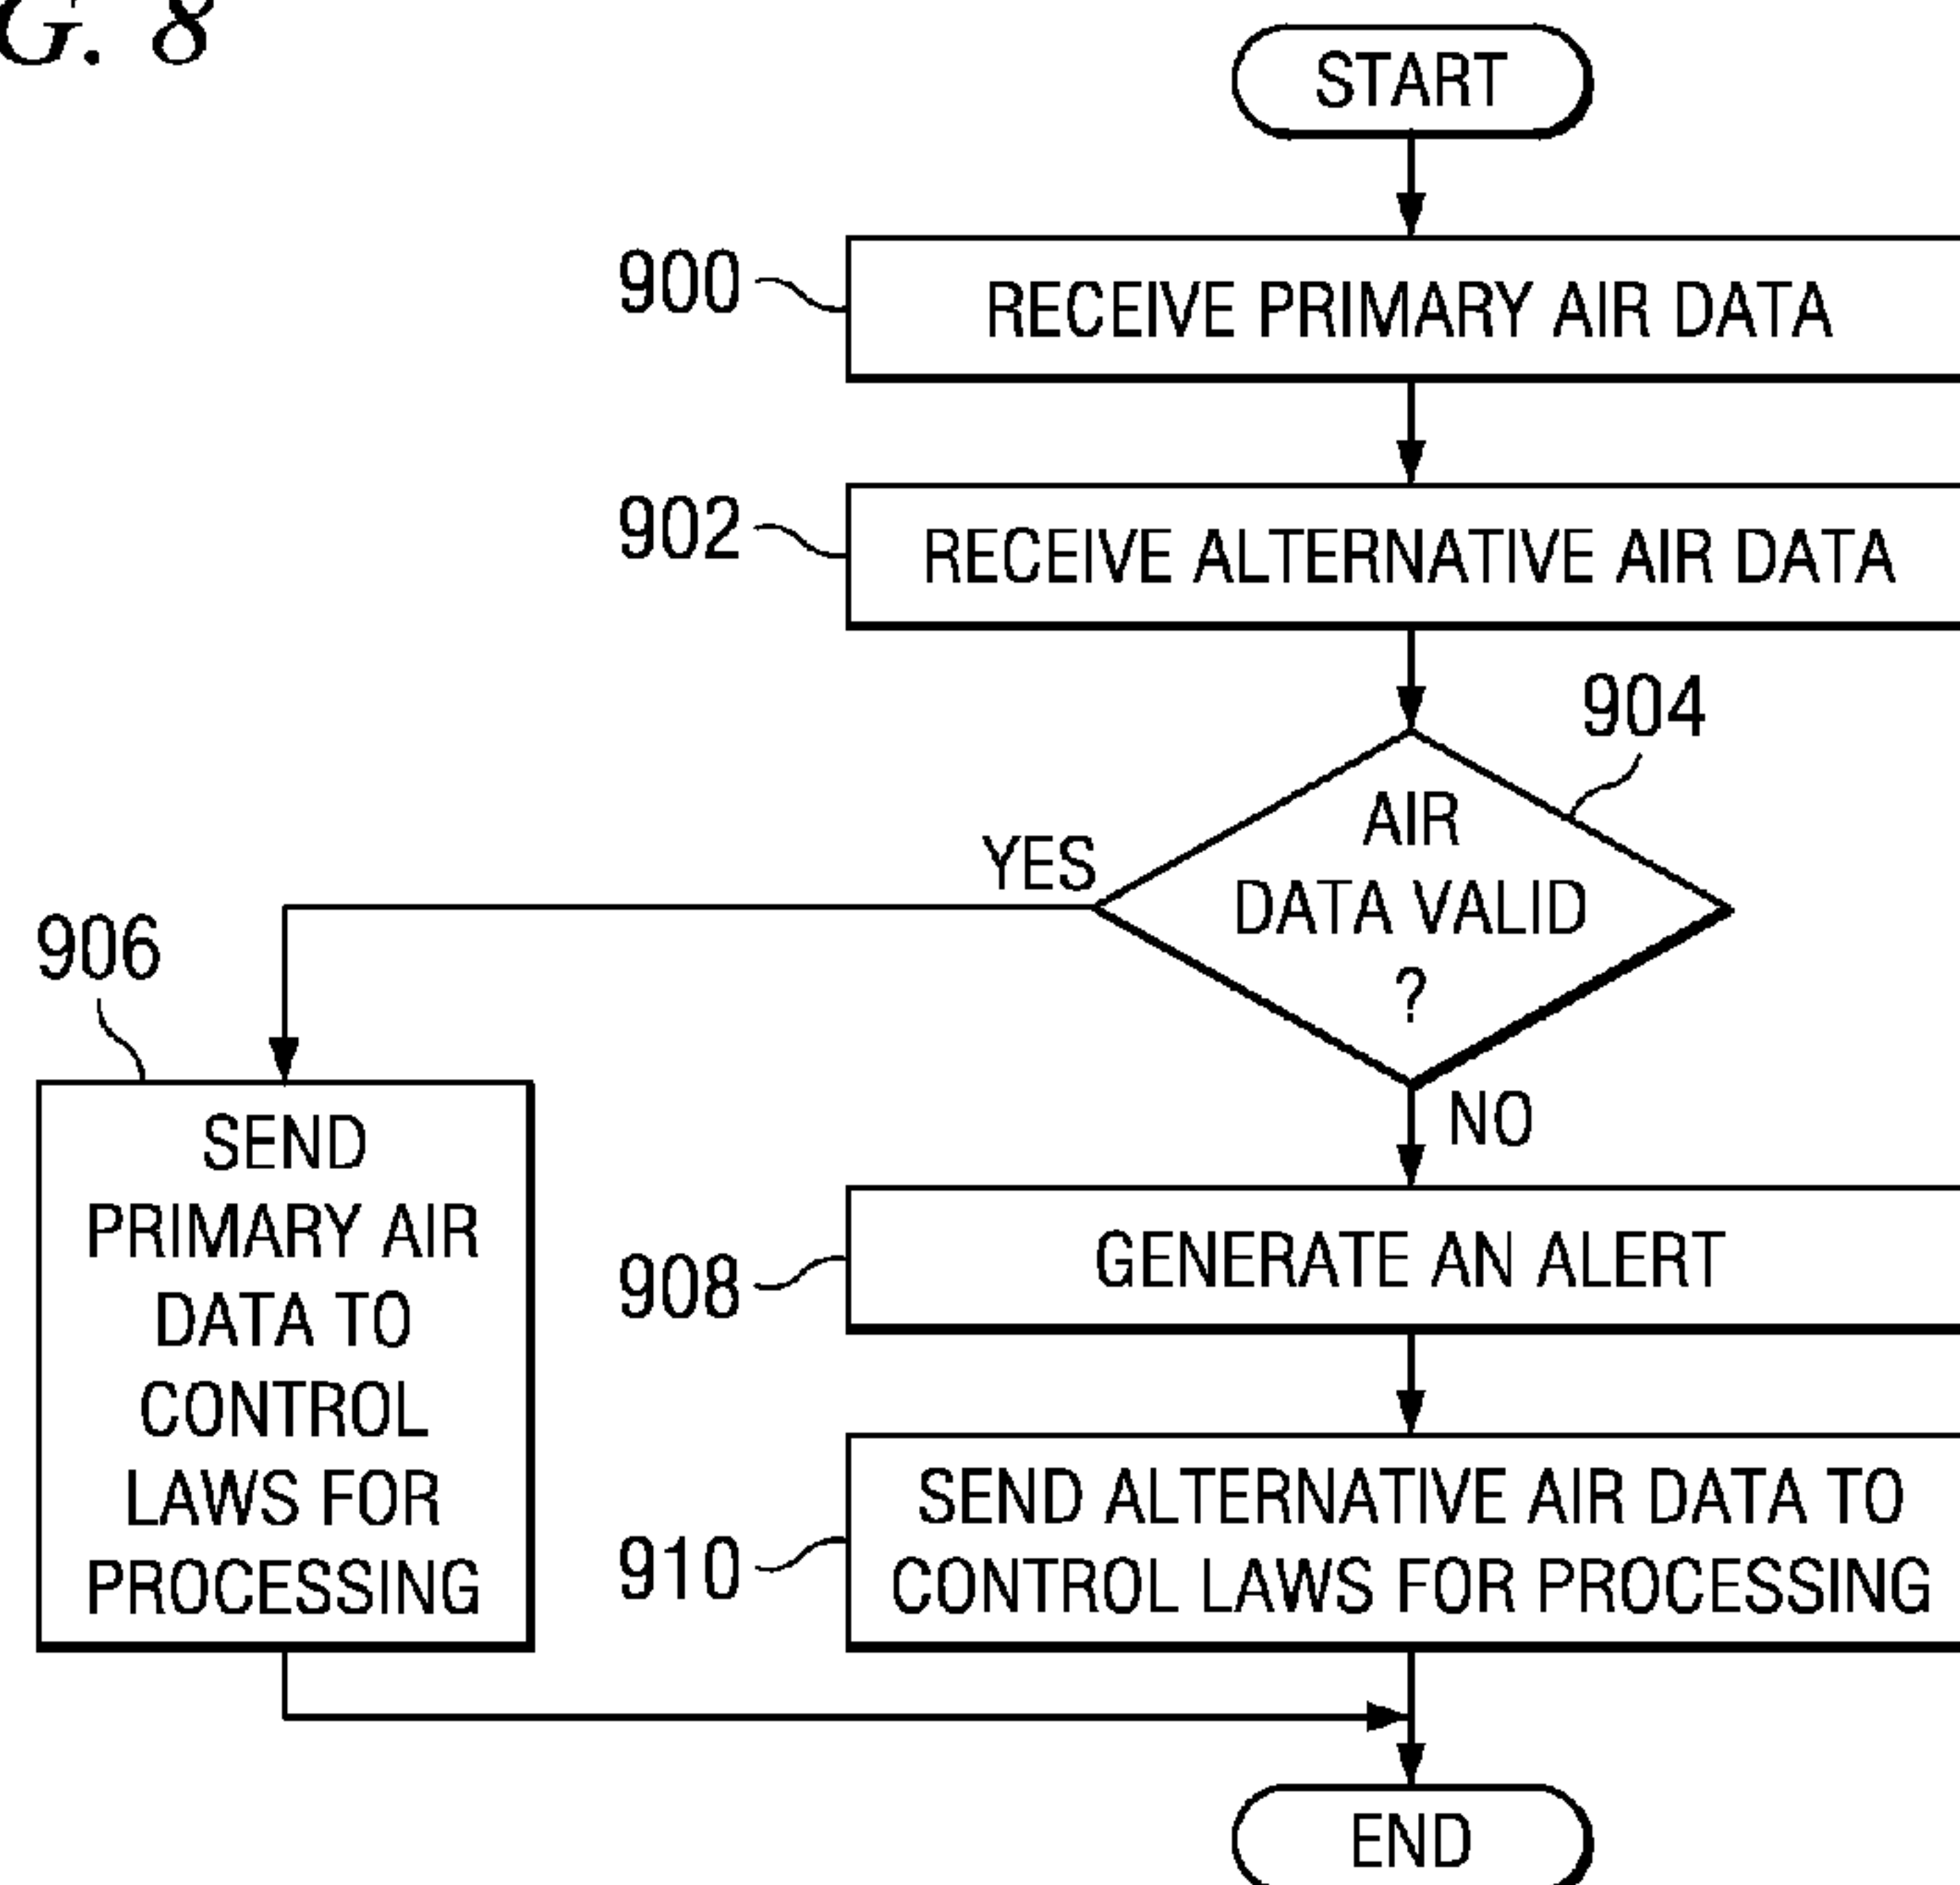 G. 8
START
900
RECEIVE PRIMARY AIR DATA
902
RECEIVE ALTERNATIVE AIR DATA
904
AIR
DATA VALID
?
YES
NO
906
SEND
PRIMARY AIR
DATA TO
CONTROL
LAWS FOR
PROCESSING
908
GENERATE AN ALERT
910
SEND ALTERNATIVE AIR DATA TO
CONTROL LAWS FOR PROCESSING
END